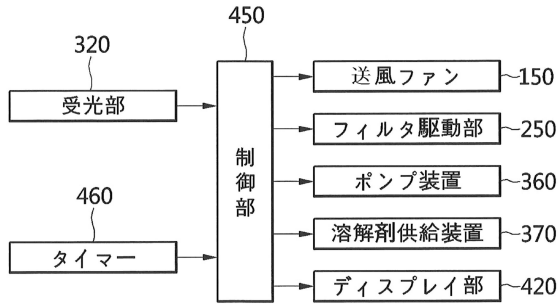 450
320
受光部
460
タイマー
制御部
送風ファン 150
フィルタ駆動部 250
ポンプ装置 360
溶解剤供給装置 370
ディスプレイ部 420